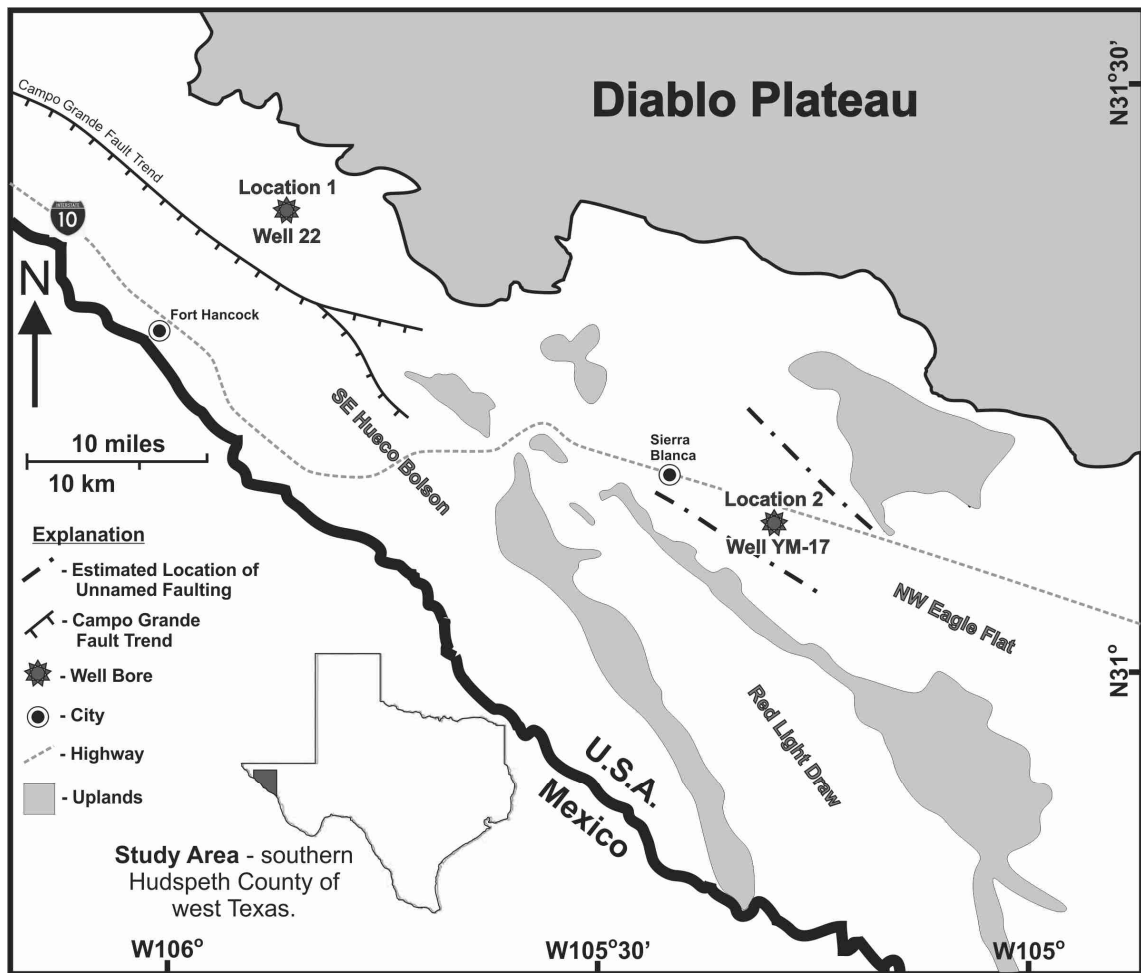 Diablo Plateau
N31°30’
Campo Grande Fault Trend
Location 1
Well 22
INTERSTATE
10
N
Fort Hancock
SE Hueco Bolson
10 miles
10 km
Sierra
Blanca
Location 2
Well YM-17
NW Eagle Flat
N31°
Red Light Draw
Explanation
- Estimated Location of
Unnamed Faulting
- Campo Grande
Fault Trend
- Well Bore
- City
- Highway
- Uplands
U.S.A.
Mexico
Study Area - southern
Hudspeth County of
west Texas.
W106°
W105°30’
W105°